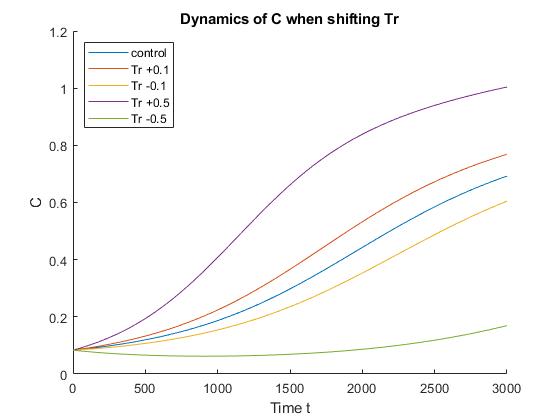 Dynamics of C when shifting Tr
1.2
1
0.8
0.6
0.4
0.2
0
C
control
Tr +0.1
Tr -0.1
Tr +0.5
Tr -0.5
0 500 1000 1500 2000 2500 3000
Time t